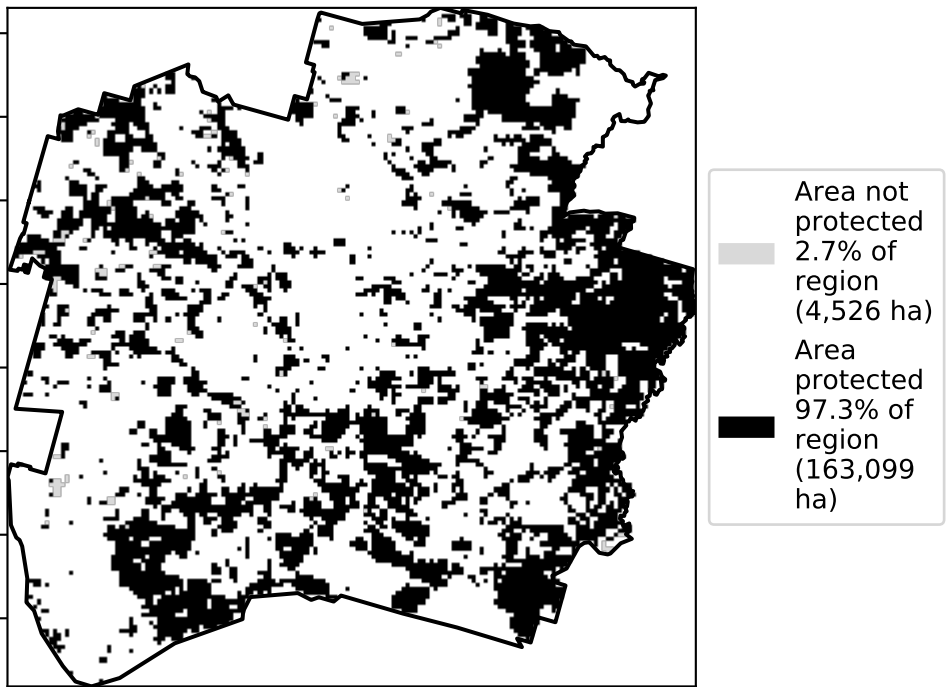 Area not
protected
2.7% of
region
(4,526 ha)
Area
protected
97.3% of
region
(163,099
ha)